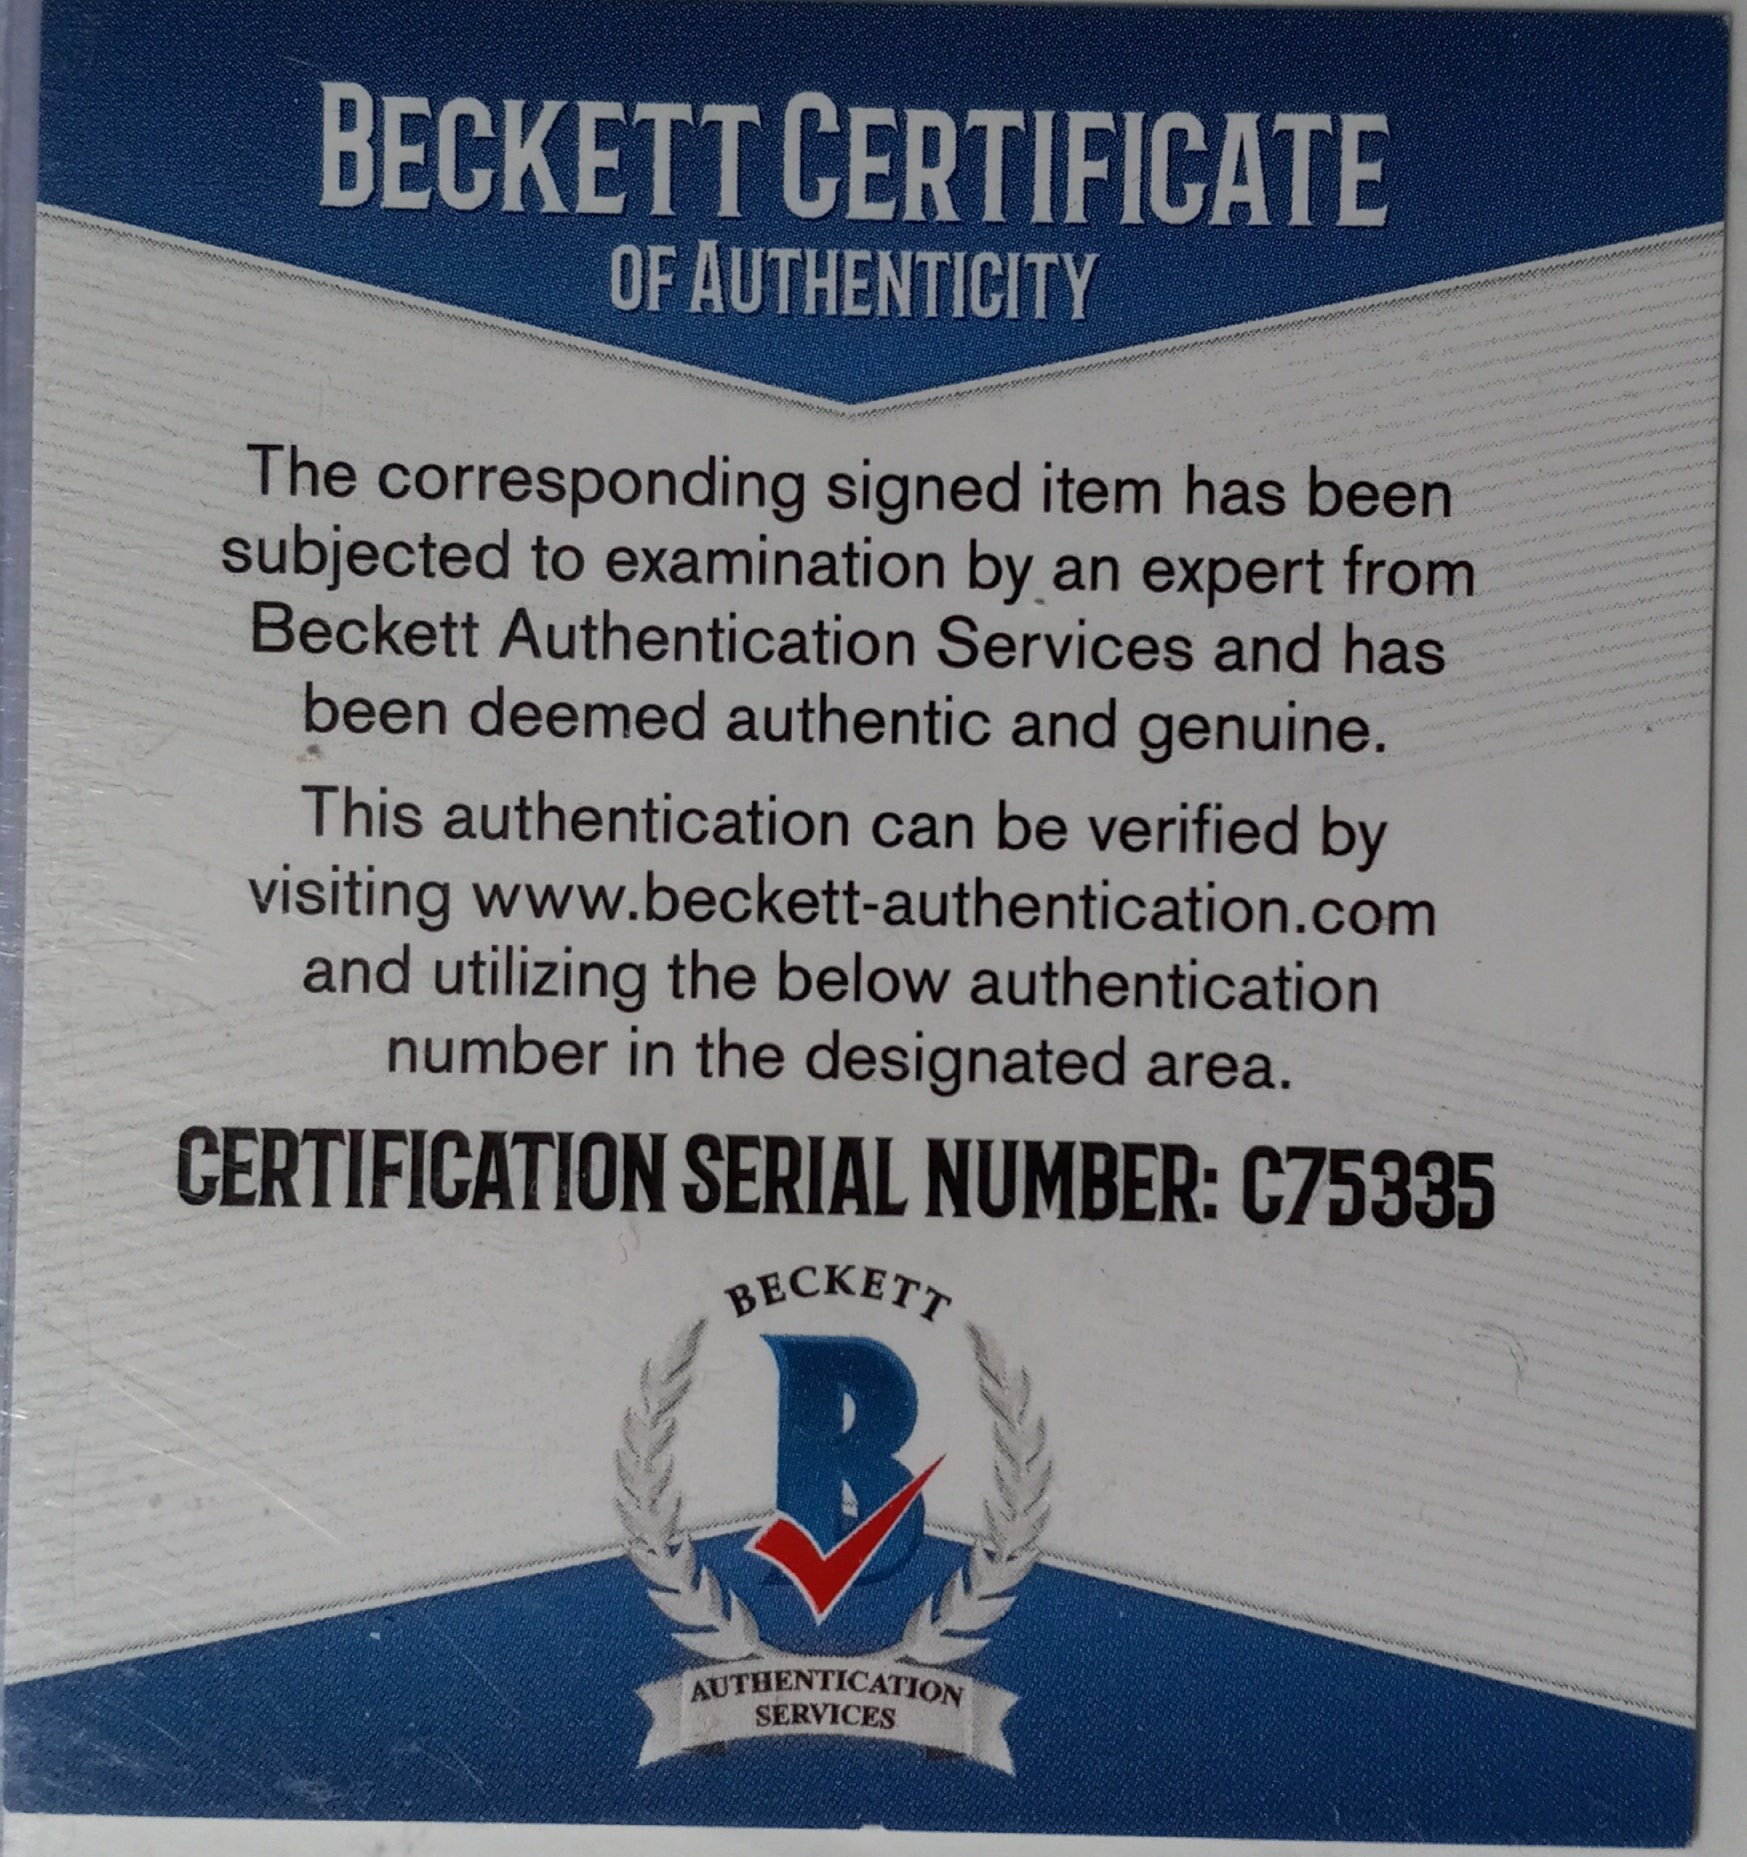 BECKETT CERTIFICATE
OF AUTHENTICITY
The corresponding signed item has been
subjected to examination by an expert from
Beckett Authentication Services and has
been deemed authentic and genuine.
This authentication can be verified by
visiting www.beckett-authentication.com
and utilizing the below authentication
number in the designated area.
CERTIFICATION SERIAL NUMBER: C75335
BECKETT
B
AUTHENTICATION
SERVICES